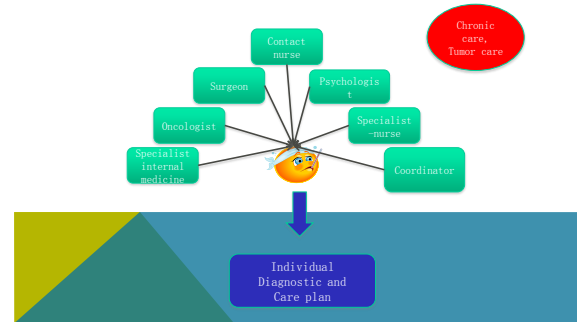 Contact
nurse
Chronic
care,
Tumor care
Surgeon
Psychologis
t
Oncologist
Specialist
-nurse
Specialist
internal
medicine
Coordinator
Individual
Diagnostic and
Care plan